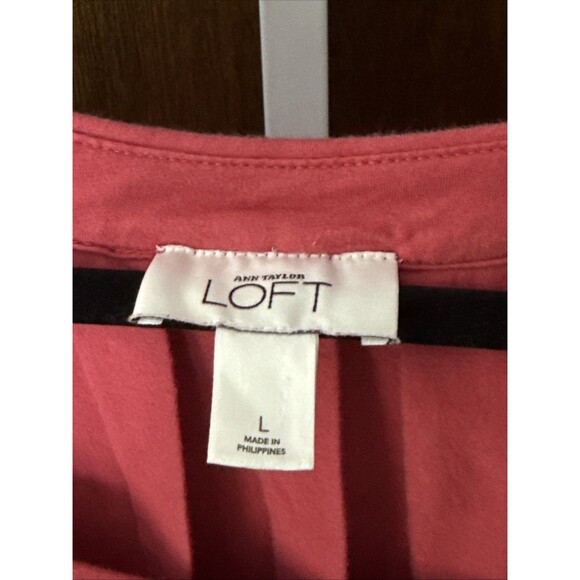 ANN TAYLOR
LOFT
L
MADE IN
PHILIPPINES